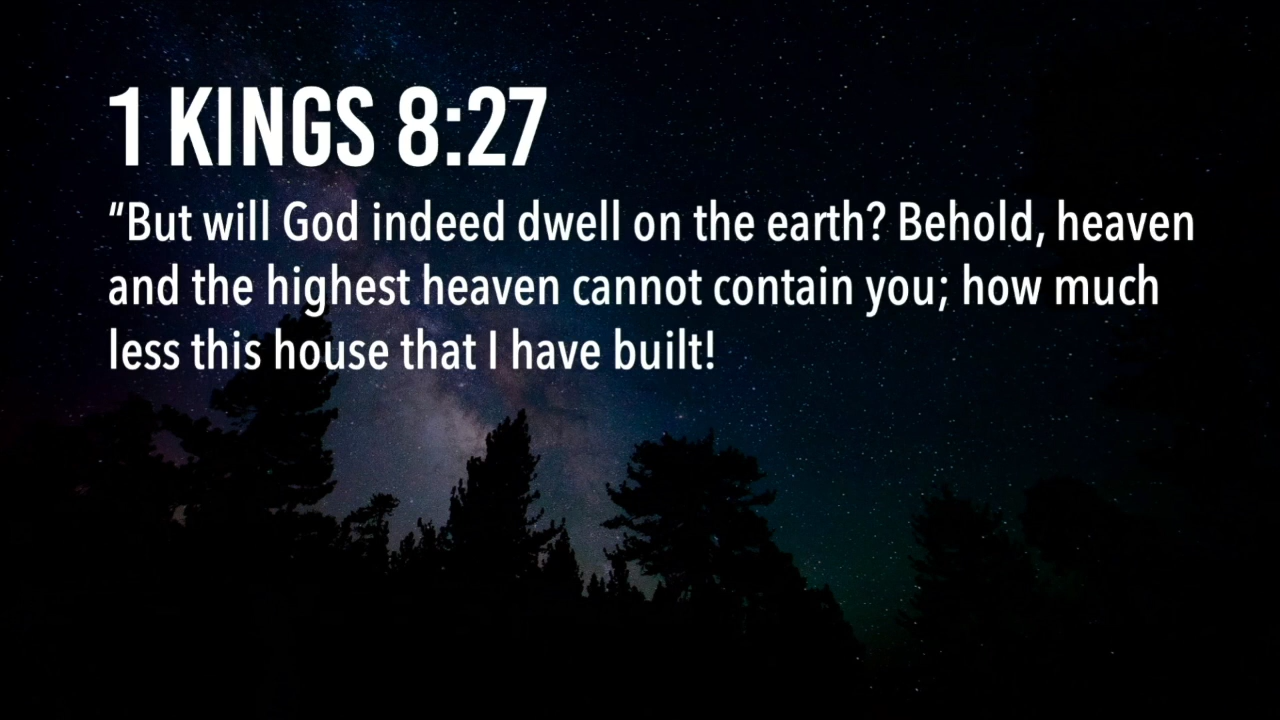 1 KINGS 8:27
“But will God indeed dwell on the earth? Behold, heaven
and the highest heaven cannot contain you; how much
less this house that I have built!